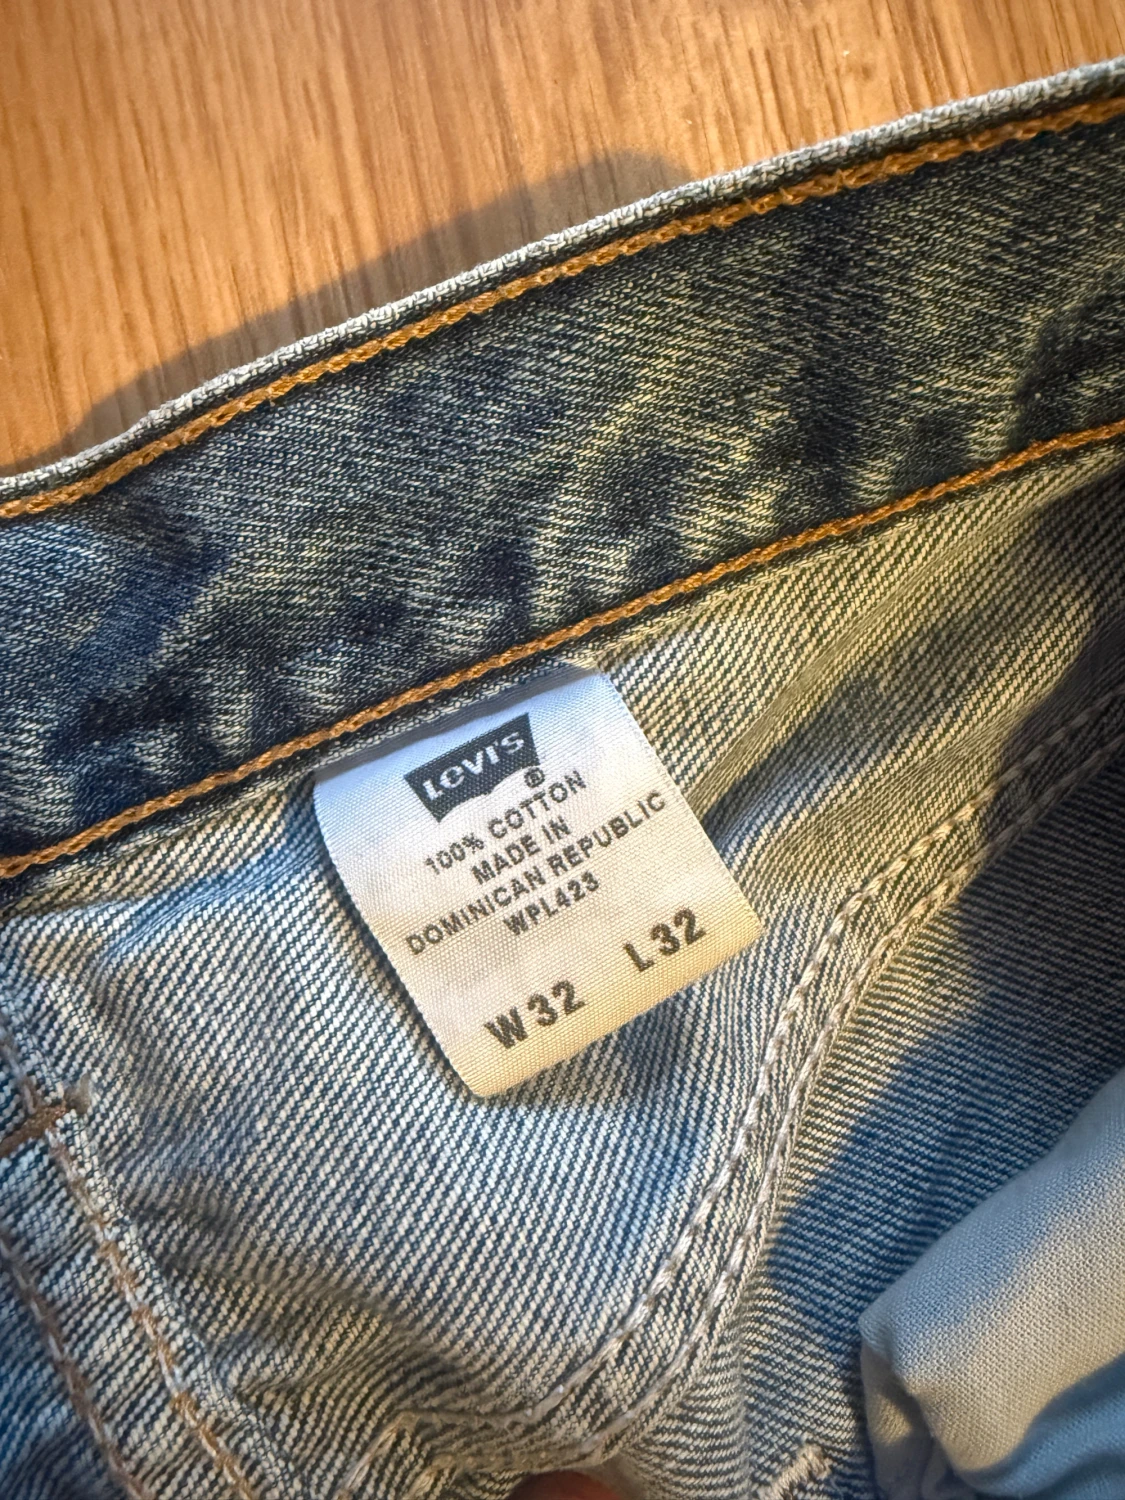 Levi's ®
100% COTTON
MADE IN
DOMINICAN REPUBLIC
WPL423
W32 L32